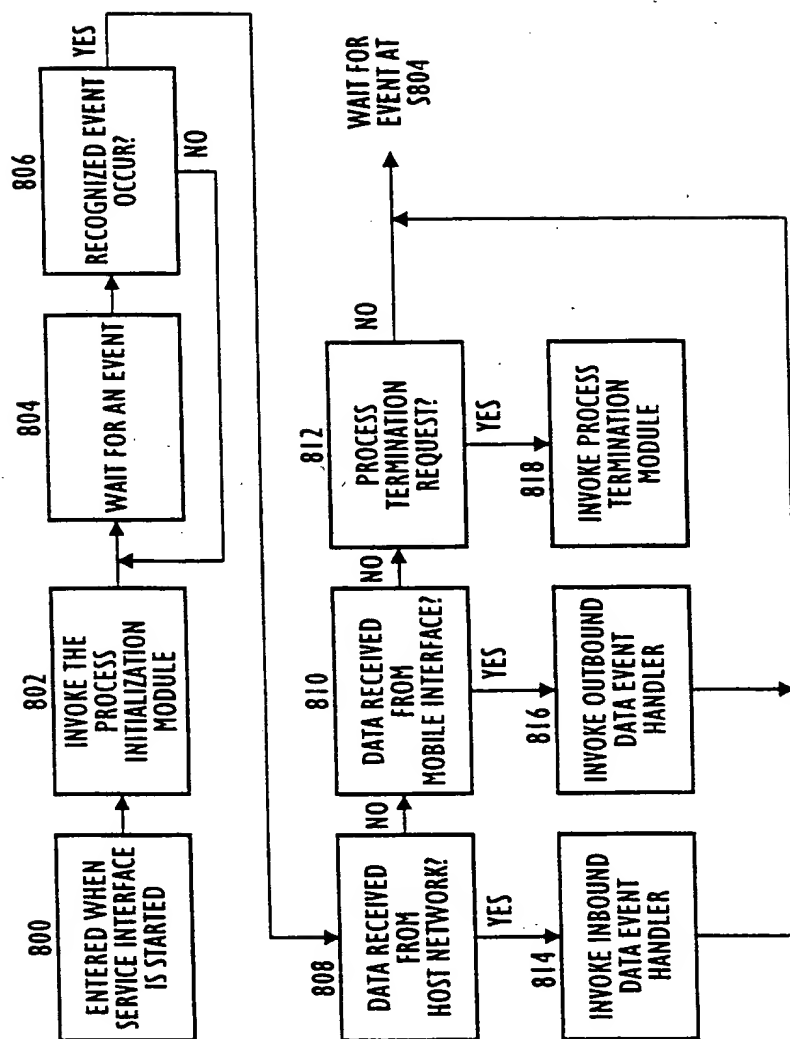 800
ENTERED WHEN
SERVICE INTERFACE
IS STARTED
802
INVOKE THE
PROCESS
INITIALIZATION
MODULE
804
WAIT FOR AN EVENT
806
RECOGNIZED EVENT
OCCUR?
YES
NO
808
DATA RECEIVED
FROM
HOST NETWORK?
NO
YES
810
DATA RECEIVED
FROM
MOBILE INTERFACE?
NO
YES
812
PROCESS
TERMINATION
REQUEST?
NO
YES
WAIT FOR
EVENT AT
S804
814
INVOKE INBOUND
DATA EVENT
HANDLER
816
INVOKE OUTBOUND
DATA EVENT
HANDLER
818
INVOKE PROCESS
TERMINATION
MODULE